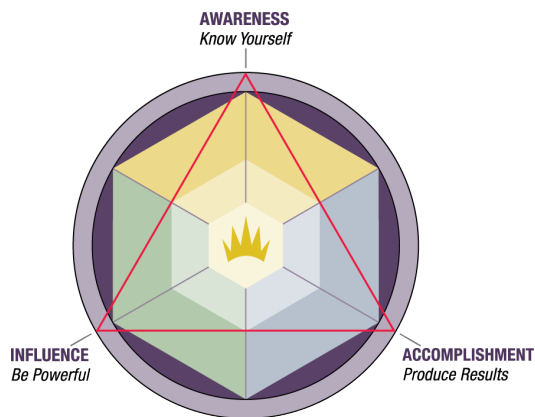 AWARENESS
Know Yourself
INFLUENCE
Be Powerful
ACCOMPLISHMENT
Produce Results